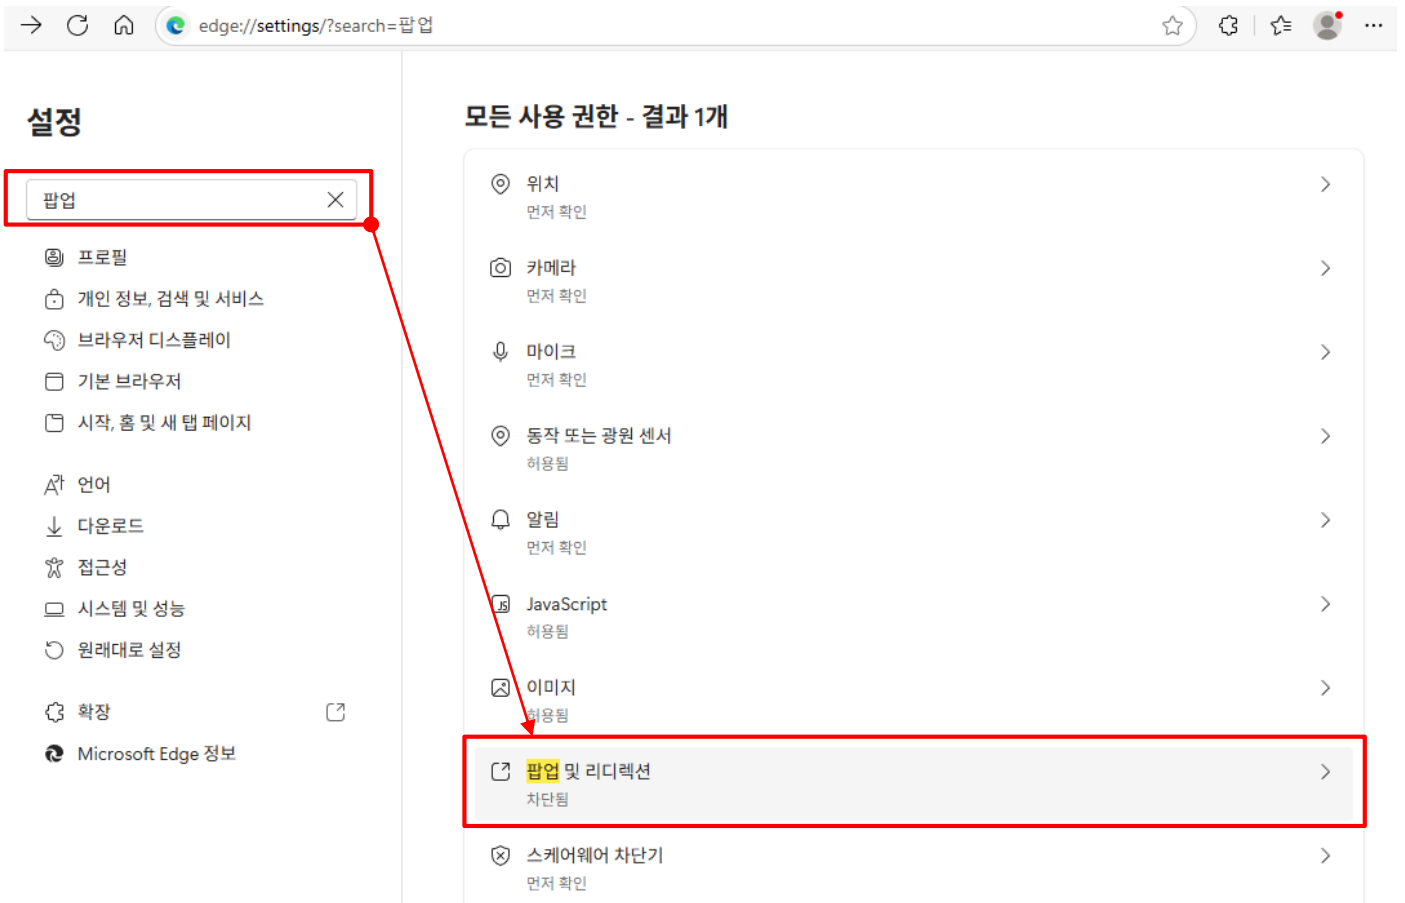 edge://settings/?search=팝업
설정
팝업
프로필
개인 정보, 검색 및 서비스
브라우저 디스플레이
기본 브라우저
시작, 홈 및 새 탭 페이지
언어
다운로드
접근성
시스템 및 성능
원래대로 설정
확장
Microsoft Edge 정보
모든 사용 권한 - 결과 1개
위치
먼저 확인
카메라
먼저 확인
마이크
먼저 확인
동작 또는 광원 센서
허용됨
알림
먼저 확인
JavaScript
허용됨
이미지
허용됨
팝업 및 리디렉션
차단됨
스케어웨어 차단기
먼저 확인